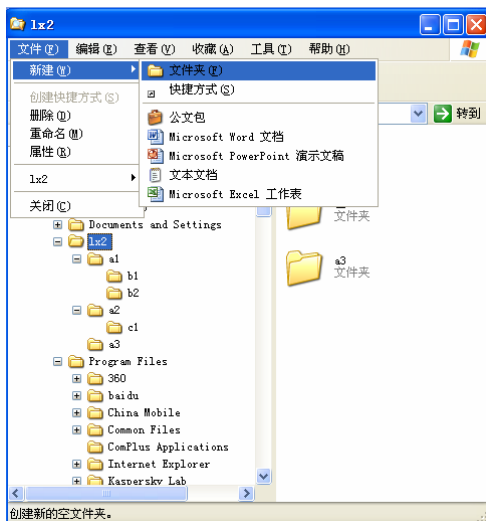 lx2
文件(F) 编辑(E) 查看(V) 收藏(A) 工具(T) 帮助(H)
新建(W)
创建快捷方式(S)
删除(D)
重命名(M)
属性(R)
lx2
关闭(C)
文件夹(F)
快捷方式(S)
公文包
Microsoft Word 文档
Microsoft PowerPoint 演示文稿
文本文档
Microsoft Excel 工作表
转到
Documents and Settings
lx2
a1
b1
b2
a2
c1
a3
Program Files
360
baidu
China Mobile
Common Files
ComPlus Applications
Internet Explorer
Kaspersky Lab
文件夹
a3
文件夹
创建新的空文件夹。